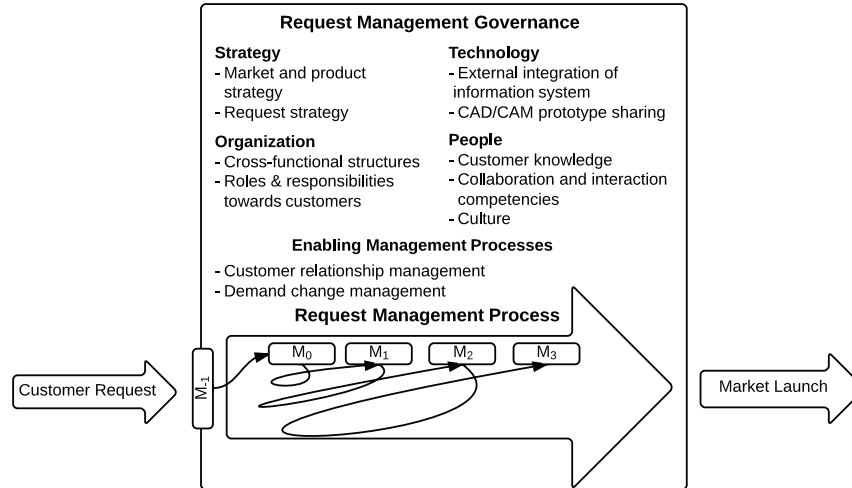 Request Management Governance
Strategy
- Market and product
strategy
- Request strategy
Technology
- External integration of
information system
- CAD/CAM prototype sharing
Organization
- Cross-functional structures
- Roles & responsibilities
towards customers
People
- Customer knowledge
- Collaboration and interaction
competencies
- Culture
Enabling Management Processes
- Customer relationship management
- Demand change management
Request Management Process
Customer Request
M-1
M0
M1
M2
M3
Market Launch